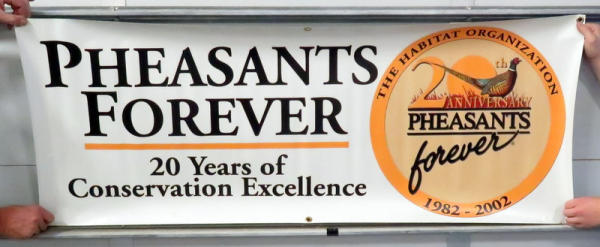 PHEASANTS
FOREVER
20 Years of
Conservation Excellence
THE HABITAT ORGANIZATION
20th
ANNIVERSARY
PHEASANTS
forever
1982 - 2002